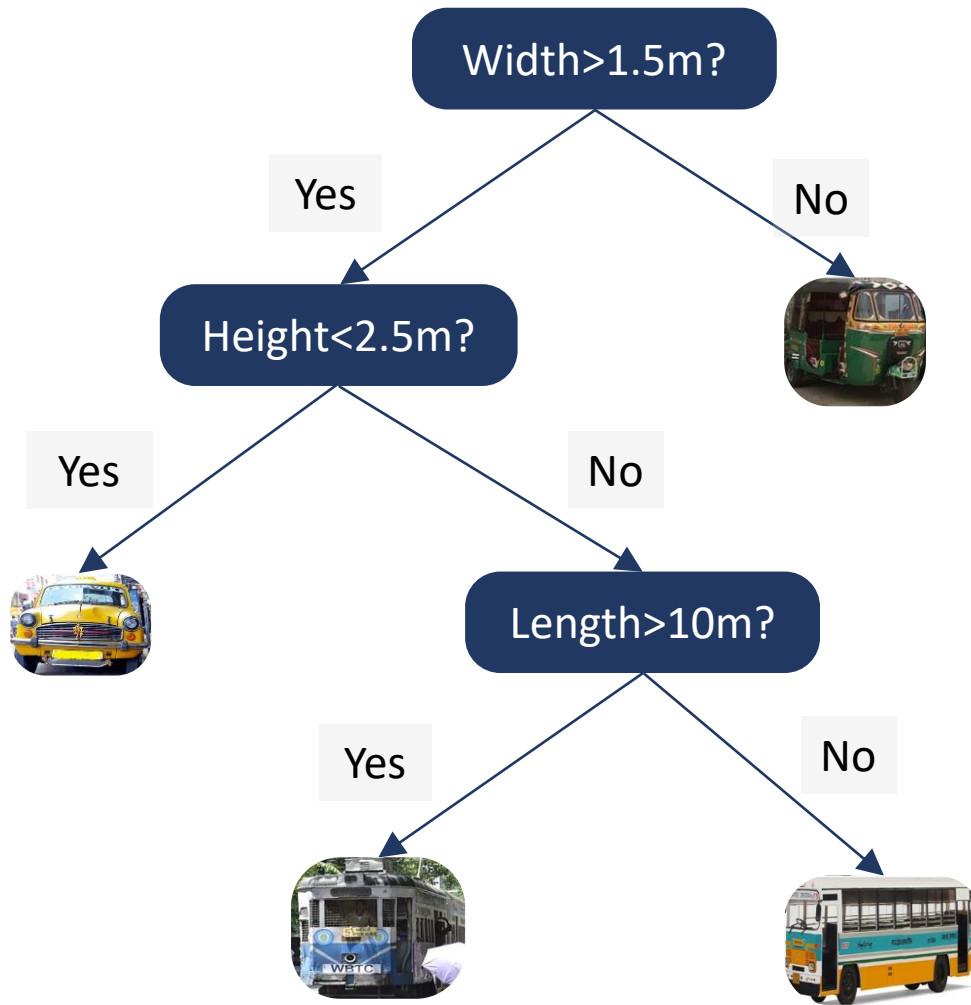 Width>1.5m?
Yes
No
Height<2.5m?
Yes
No
Length>10m?
Yes
No
WBTC